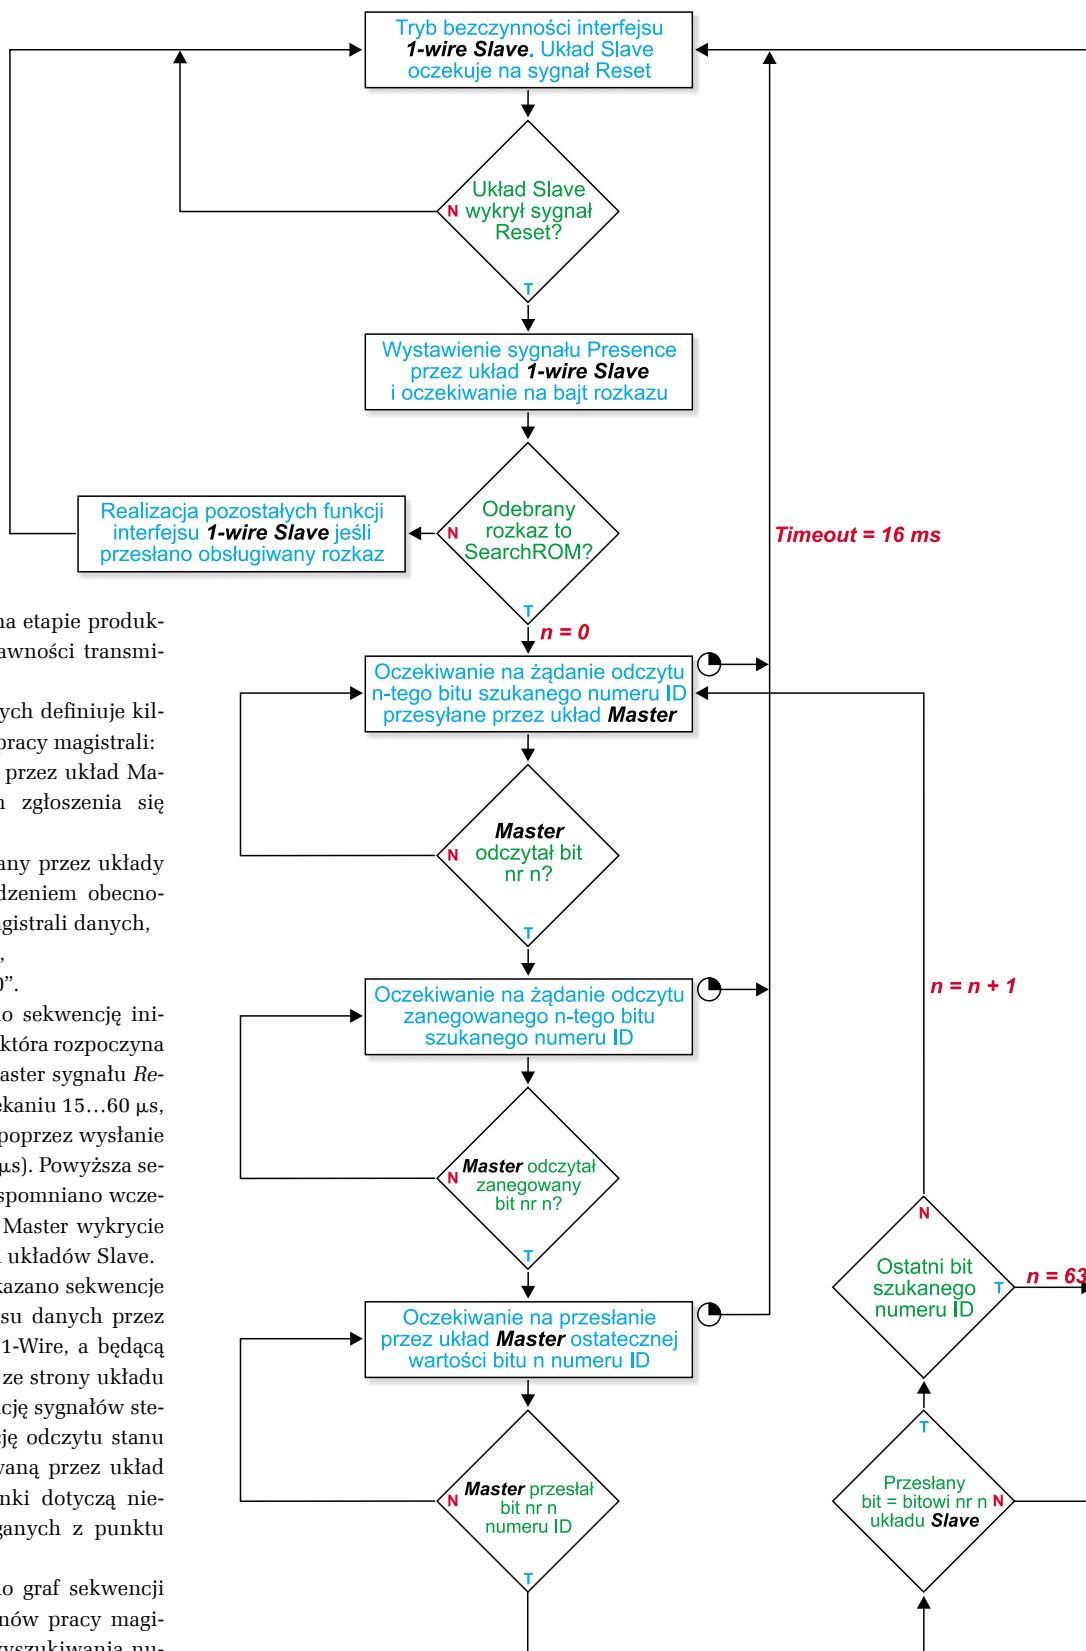 Tryb bezczynności interfejsu
1-wire Slave. Układ Slave
oczekuje na sygnał Reset
Układ Slave
N wykrył sygnał
Reset?
T
Wystawienie sygnału Presence
przez układ 1-wire Slave
i oczekiwanie na bajt rozkazu
Realizacja pozostałych funkcji
interfejsu 1-wire Slave jeśli
przesłano obsługiwany rozkaz
Odebrany
N rozkaz to
SearchROM?
T
Timeout = 16 ms
n = 0
Oczekiwanie na żądanie odczytu
n-tego bitu szukanego numeru ID
przesyłane przez układ Master
Master
N odczytał bit
nr n?
T
Oczekiwanie na żądanie odczytu
zanegowanego n-tego bitu
szukanego numeru ID
n = n + 1
Master odczytał
N zanegowany
bit nr n?
T
Oczekiwanie na przesłanie
przez układ Master ostatecznej
wartości bitu n numeru ID
N
Ostatni bit
szukanego T
numeru ID
n = 63
Master przesłał
N bit nr n
numeru ID
T
T
Przesłany
bit = bitowi nr n N
układu Slave
na etapie produk-
awności transmi-
ych definiuje kil-
pracy magistrali:
przez układ Ma-
n zgłoszenia się
any przez układy
dzeniem obecno-
gistrali danych,
,
0”.
o sekwencję ini-
która rozpoczyna
aster sygnału Re-
ekaniu 15…60 μs,
poprzez wysłanie
μs). Powyższa se-
spomniano wcze-
Master wykrycie
układów Slave.
kazano sekwencje
su danych przez
1-Wire, a będącą
ze strony układu
cję sygnałów ste-
cję odczytu stanu
waną przez układ
nki dotyczą nie-
ganych z punktu
o graf sekwencji
nów pracy magi-
wyszukiwania nu-